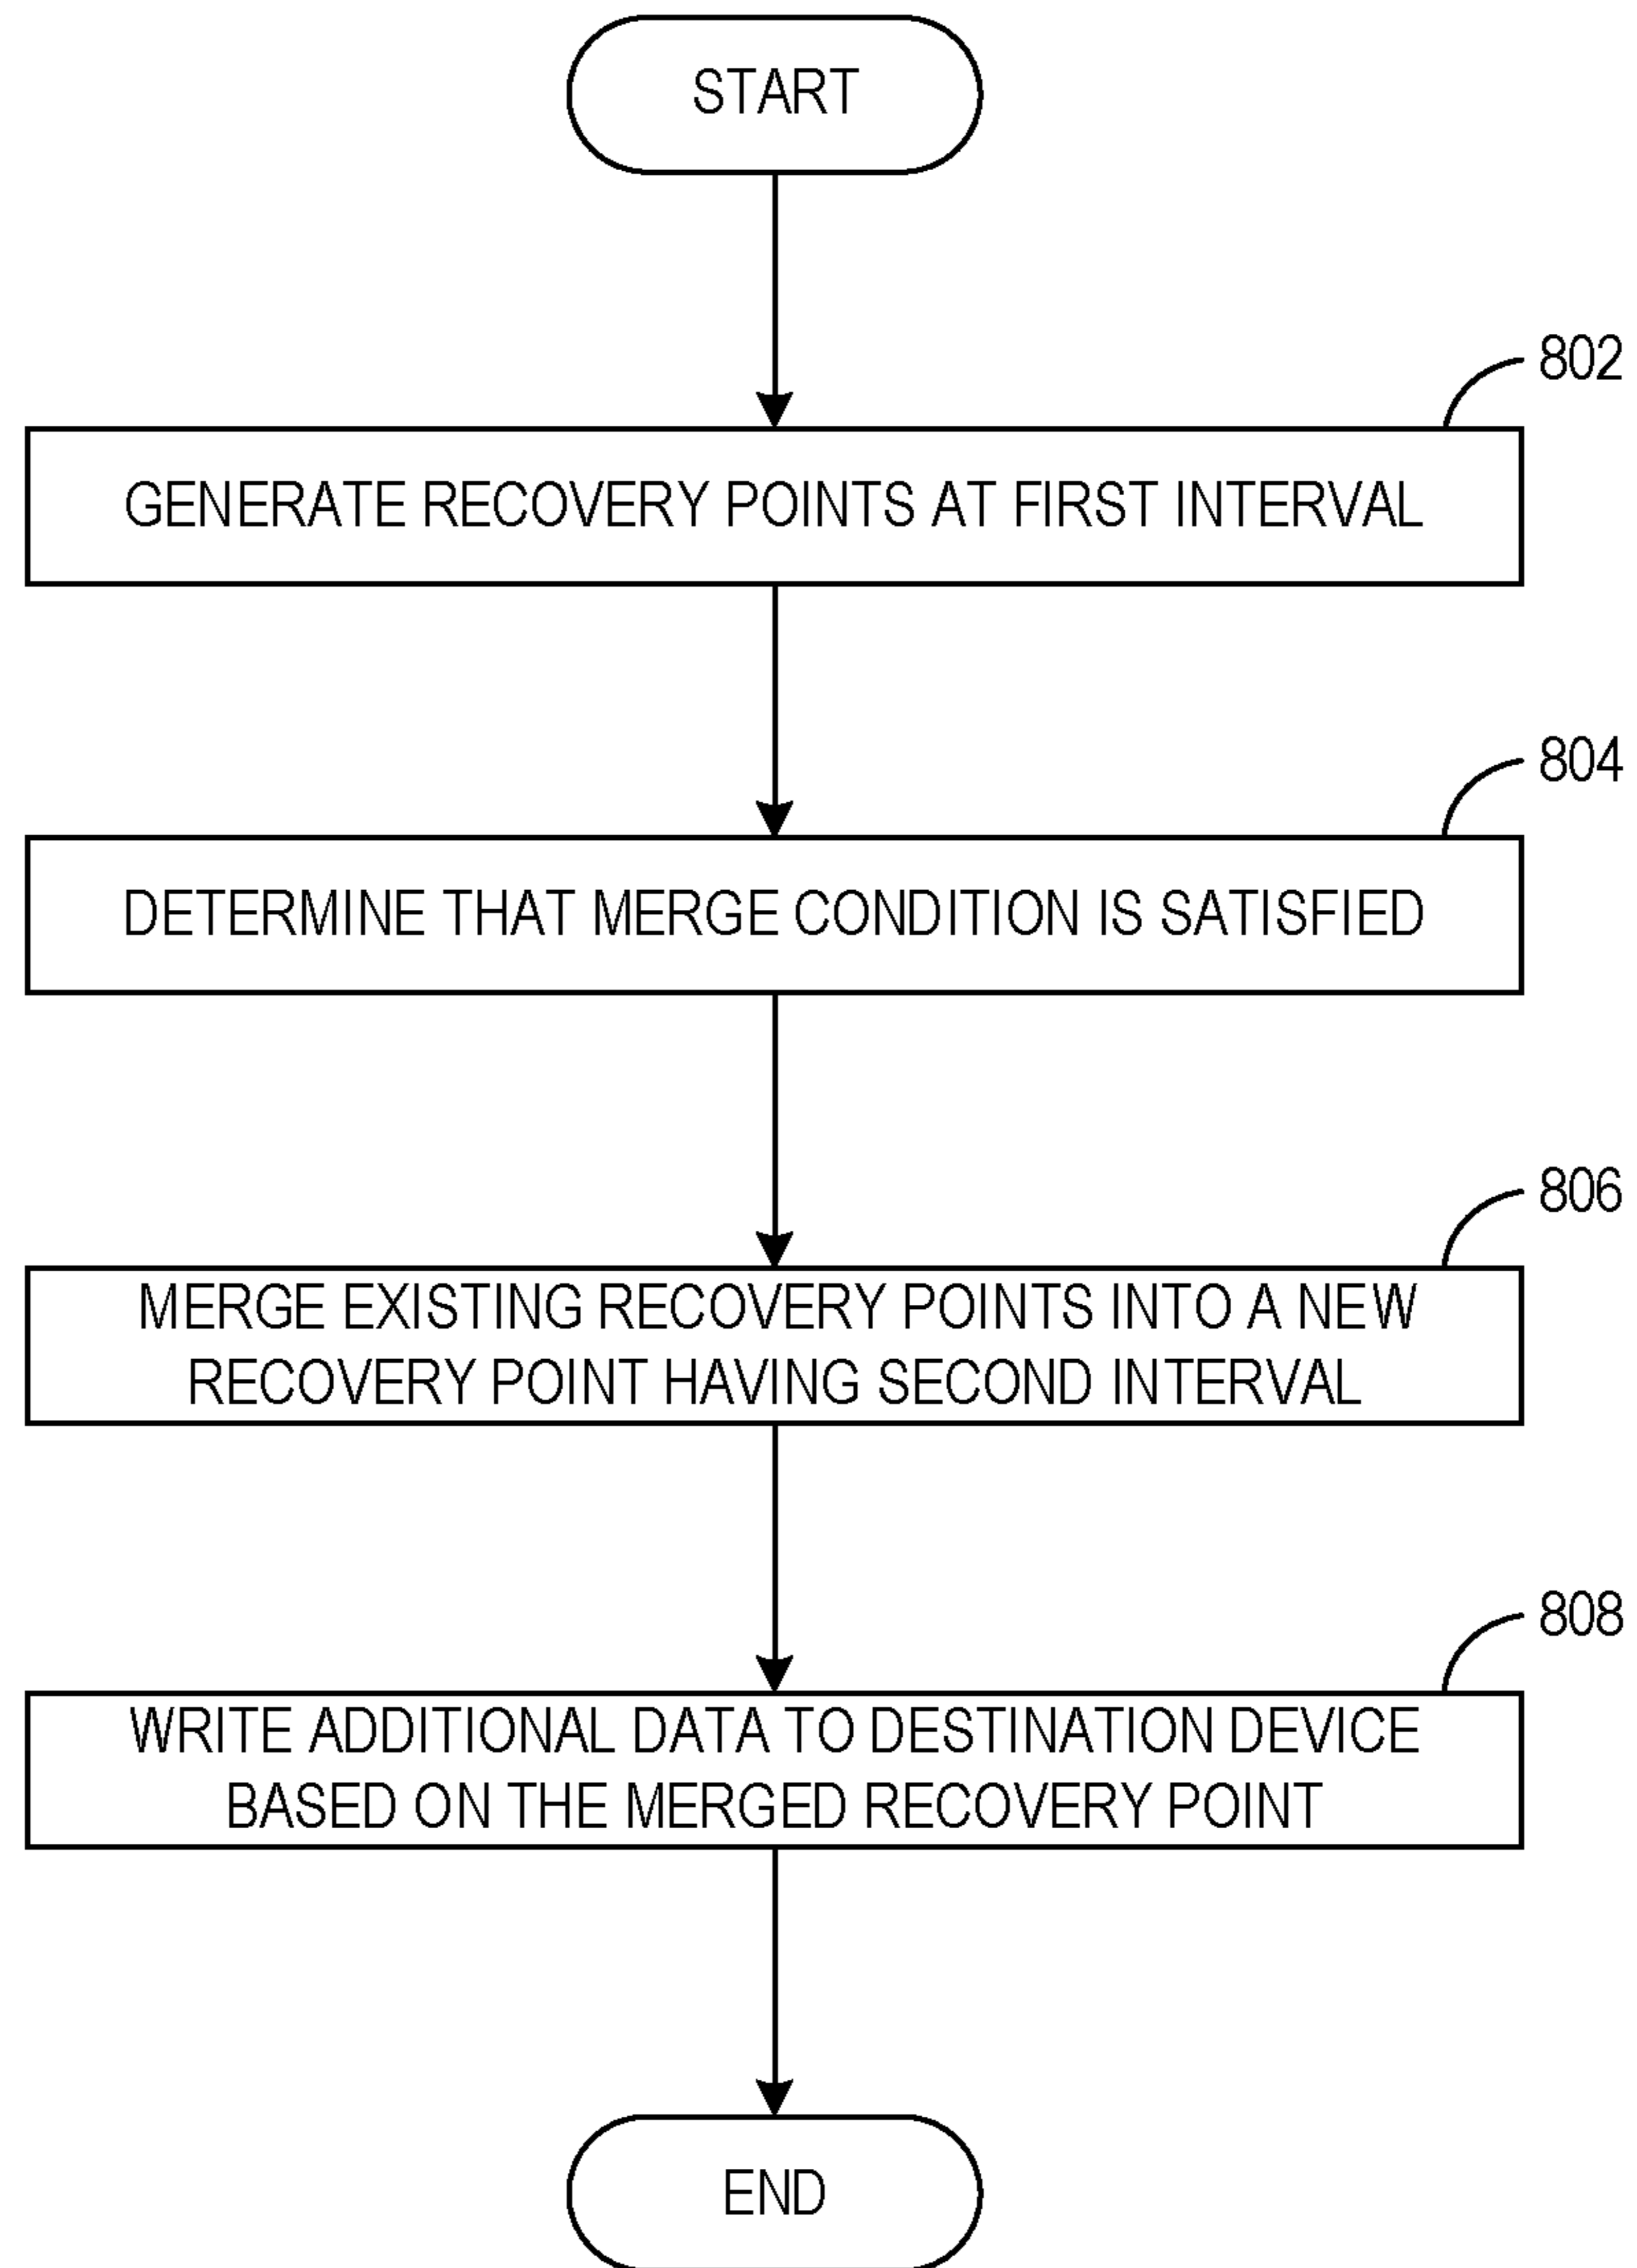 START
802
GENERATE RECOVERY POINTS AT FIRST INTERVAL
804
DETERMINE THAT MERGE CONDITION IS SATISFIED
806
MERGE EXISTING RECOVERY POINTS INTO A NEW
RECOVERY POINT HAVING SECOND INTERVAL
808
WRITE ADDITIONAL DATA TO DESTINATION DEVICE
BASED ON THE MERGED RECOVERY POINT
END